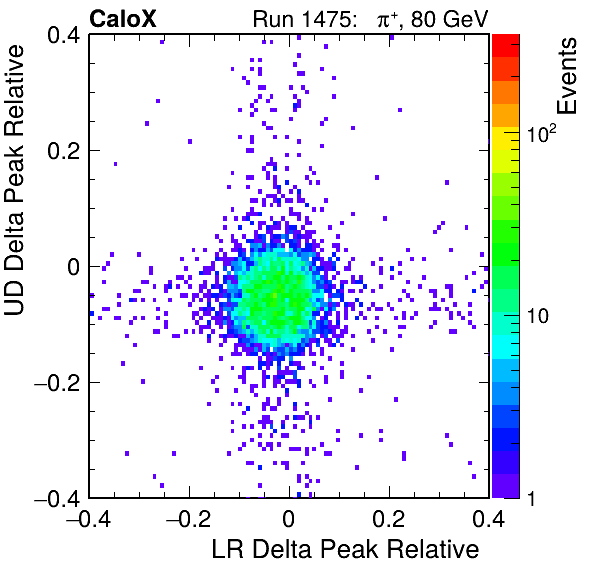 CaloX Run 1475: π⁺, 80 GeV
UD Delta Peak Relative
0.4
0.2
0
−0.2
−0.4
−0.4 −0.2 0 0.2 0.4
LR Delta Peak Relative
Events
10²
10
1